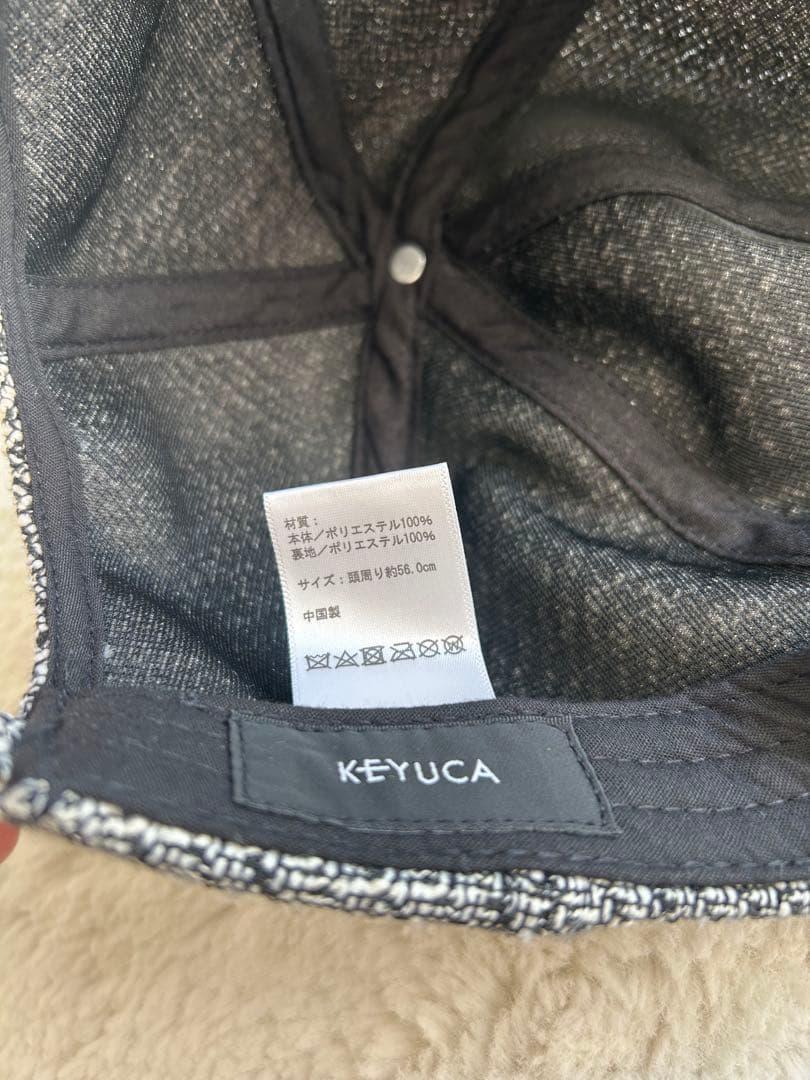 材質：
本体／ポリエステル100%
裏地／ポリエステル100%
サイズ：頭周り約56.0cm
中国製
KEYUCA